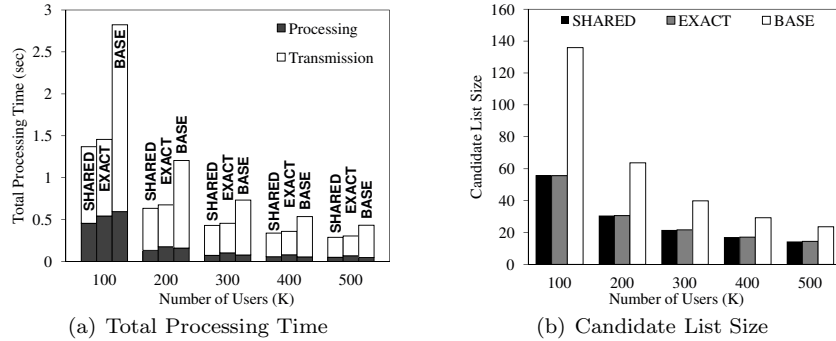 3
2.5
2
1.5
1
0.5
0
Total Processing Time (sec)
Processing
Transmission
SHARED
EXACT
BASE
SHARED
EXACT
BASE
SHARED
EXACT
BASE
SHARED
EXACT
BASE
SHARED
EXACT
BASE
100 200 300 400 500
Number of Users (K)
(a) Total Processing Time
160
140
120
100
80
60
40
20
0
Candidate List Size
SHARED EXACT BASE
100 200 300 400 500
Number of Users (K)
(b) Candidate List Size